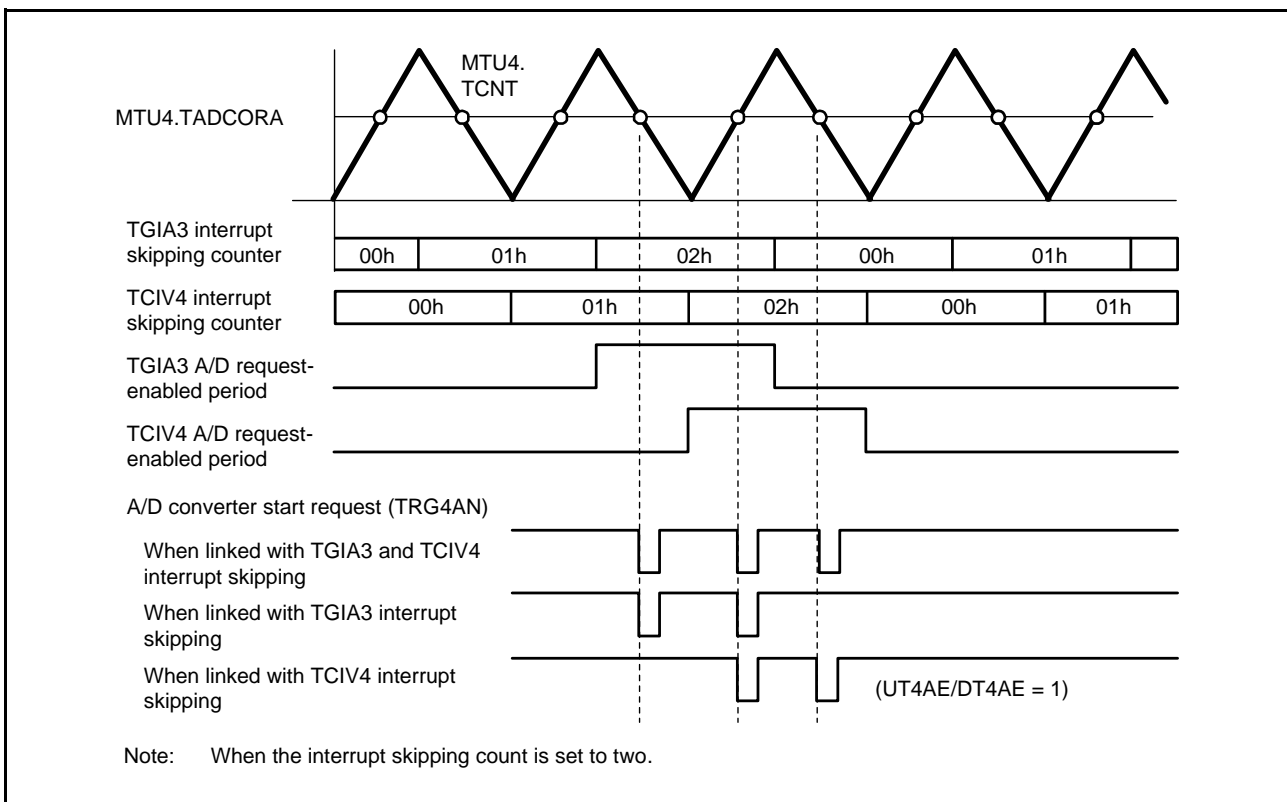 MTU4.
TCNT
MTU4.TADCORA
TGIA3 interrupt
skipping counter
00h 01h 02h 00h 01h
TCIV4 interrupt
skipping counter
00h 01h 02h 00h 01h
TGIA3 A/D request-
enabled period
TCIV4 A/D request-
enabled period
A/D converter start request (TRG4AN)
When linked with TGIA3 and TCIV4
interrupt skipping
When linked with TGIA3 interrupt
skipping
When linked with TCIV4 interrupt
skipping
(UT4AE/DT4AE = 1)
Note: When the interrupt skipping count is set to two.